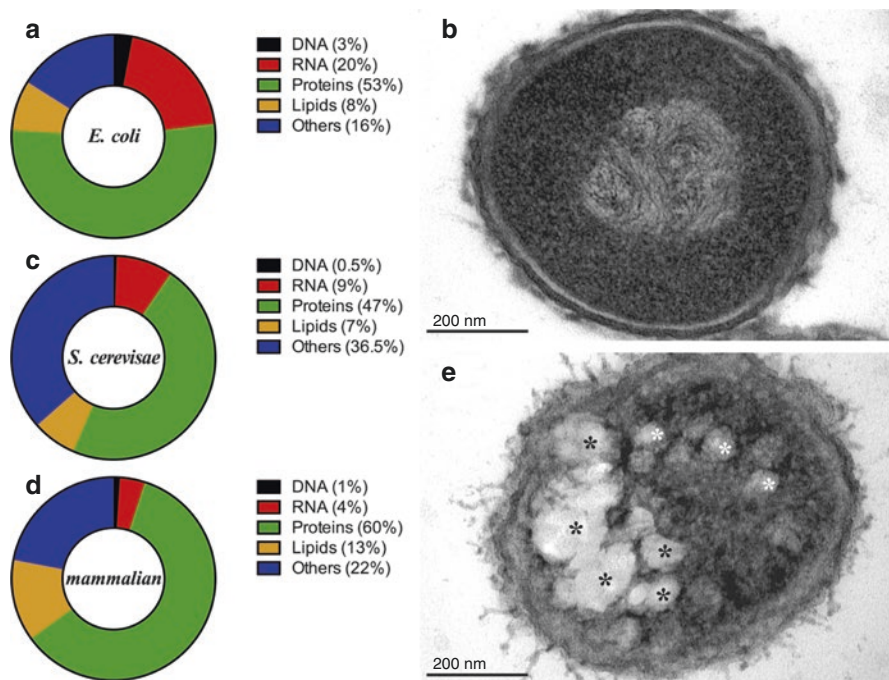 a
DNA (3%)
RNA (20%)
Proteins (53%)
Lipids (8%)
Others (16%)
E. coli
b
200 nm
c
DNA (0.5%)
RNA (9%)
Proteins (47%)
Lipids (7%)
Others (36.5%)
S. cerevisae
d
DNA (1%)
RNA (4%)
Proteins (60%)
Lipids (13%)
Others (22%)
mammalian
e
* * *
* * * * *
200 nm